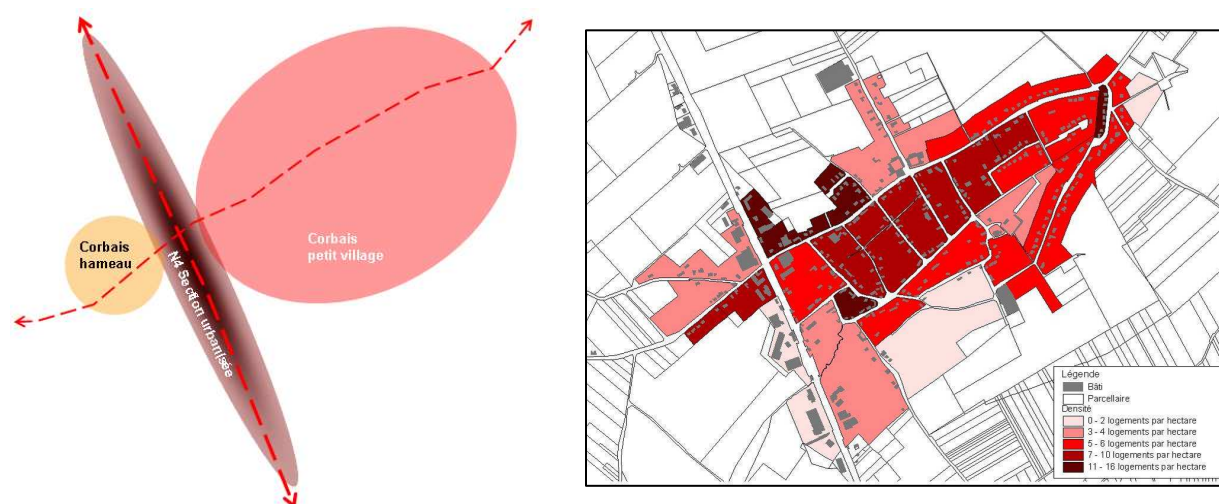 Corbais
hameau
N4 Section urbanisée
Corbais
petit village
Légende
Bâti
Parcellaire
Densité
0 - 2 logements par hectare
3 - 4 logements par hectare
5 - 6 logements par hectare
7 - 10 logements par hectare
11 - 16 logements par hectare